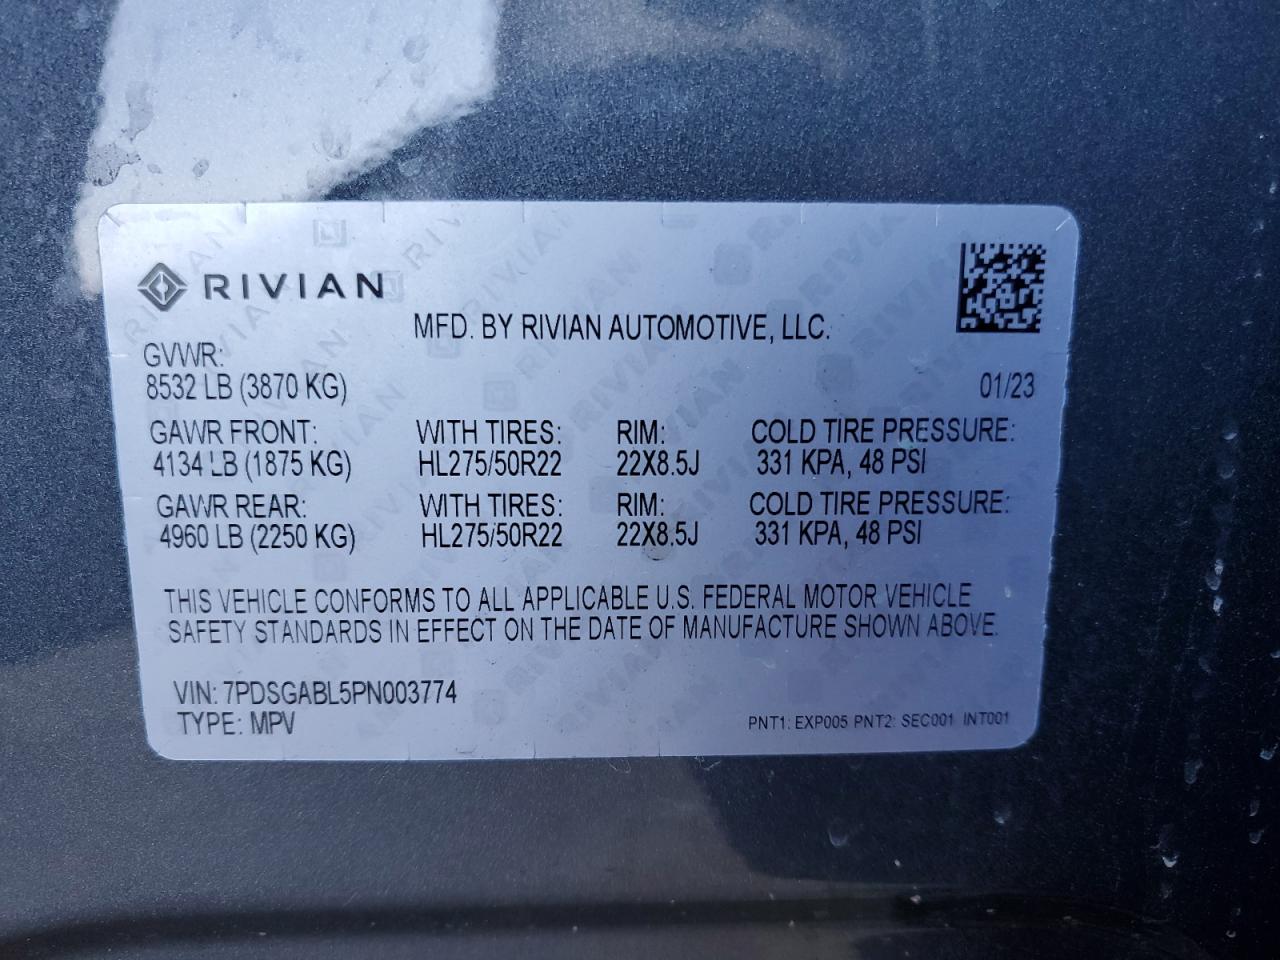 RIVIAN
MFD. BY RIVIAN AUTOMOTIVE, LLC.
GVWR:
8532 LB (3870 KG) 01/23
GAWR FRONT: WITH TIRES: RIM: COLD TIRE PRESSURE:
4134 LB (1875 KG) HL275/50R22 22X8.5J 331 KPA, 48 PSI
GAWR REAR: WITH TIRES: RIM: COLD TIRE PRESSURE:
4960 LB (2250 KG) HL275/50R22 22X8.5J 331 KPA, 48 PSI
THIS VEHICLE CONFORMS TO ALL APPLICABLE U.S. FEDERAL MOTOR VEHICLE
SAFETY STANDARDS IN EFFECT ON THE DATE OF MANUFACTURE SHOWN ABOVE.
VIN: 7PDSGABL5PN003774
TYPE: MPV PNT1: EXP005 PNT2: SEC001 INT001